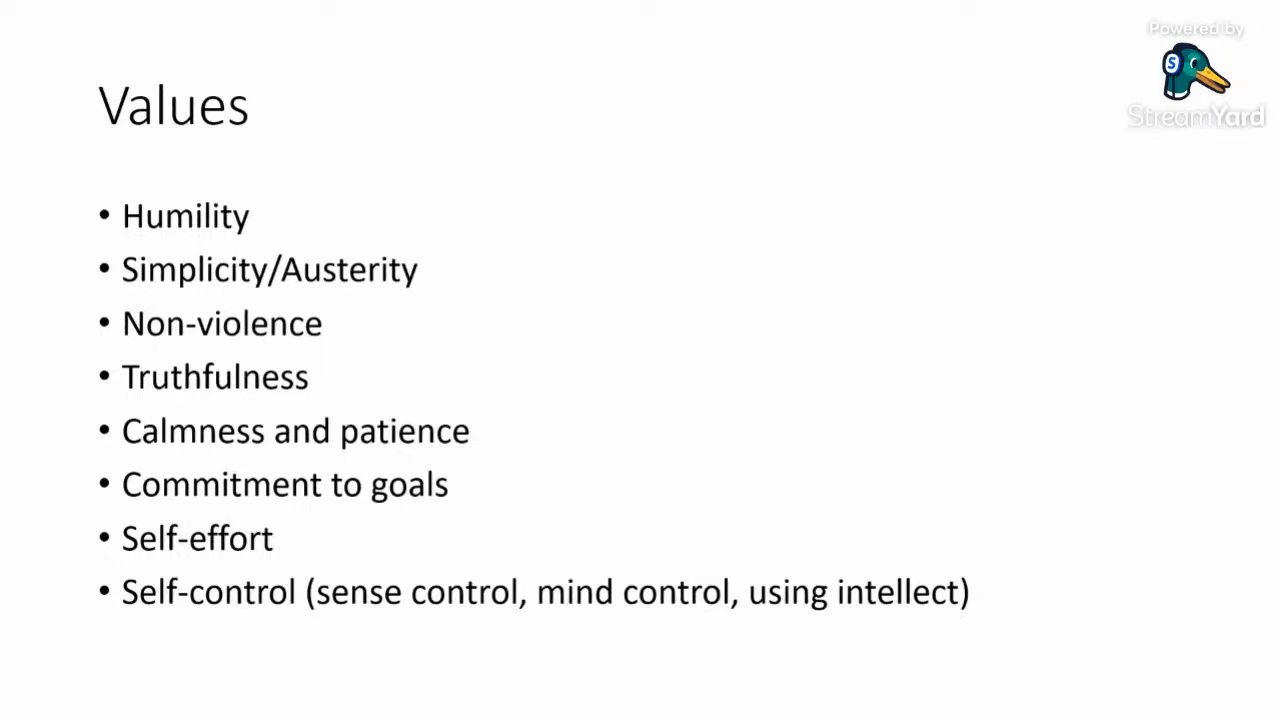 Powered by
S
StreamYard
Values
• Humility
• Simplicity/Austerity
• Non-violence
• Truthfulness
• Calmness and patience
• Commitment to goals
• Self-effort
• Self-control (sense control, mind control, using intellect)